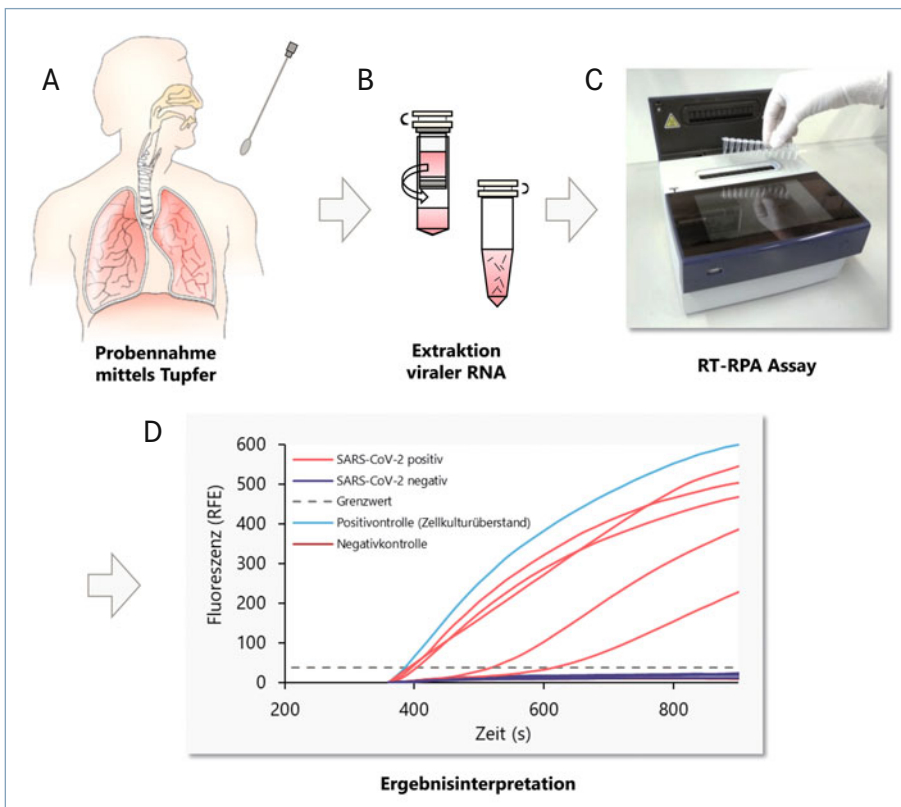 A
B
C
Probennahme
mittels Tupfer
Extraktion
viraler RNA
RT-RPA Assay
D
600
500
400
300
200
100
0
Fluoreszenz (RFE)
SARS-CoV-2 positiv
SARS-CoV-2 negativ
Grenzwert
Positivontrolle (Zellkulturüberstand)
Negativkontrolle
200
400
600
800
Zeit (s)
Ergebnisinterpretation